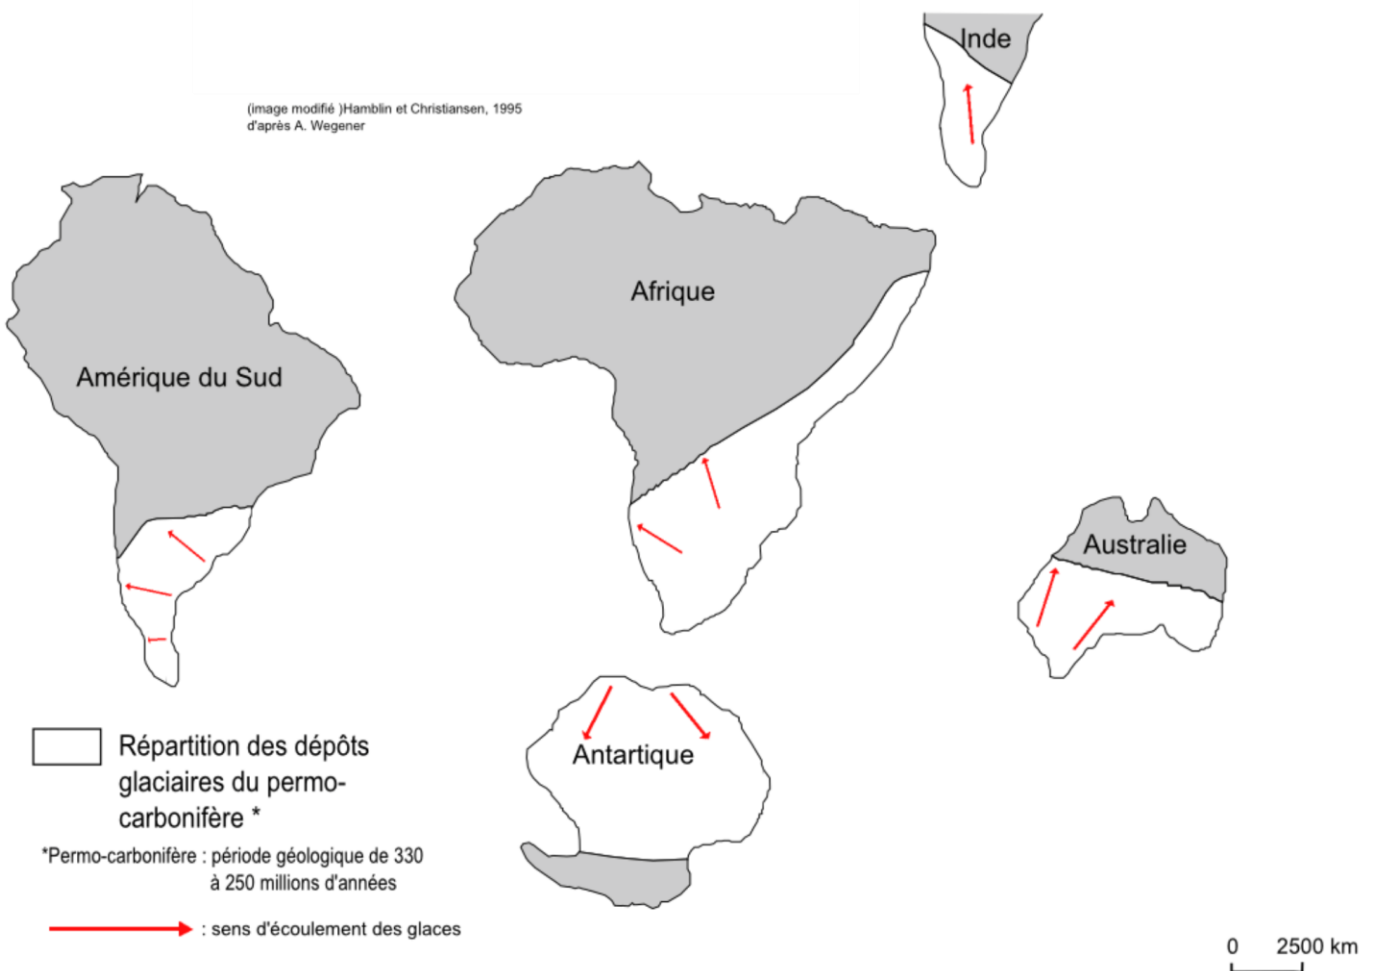 Inde
(image modifié )Hamblin et Christiansen, 1995
d'après A. Wegener
Afrique
Amérique du Sud
Australie
Antartique
Répartition des dépôts
glaciaires du permo-
carbonifère *
*Permo-carbonifère : période géologique de 330
à 250 millions d'années
: sens d'écoulement des glaces
0 2500 km